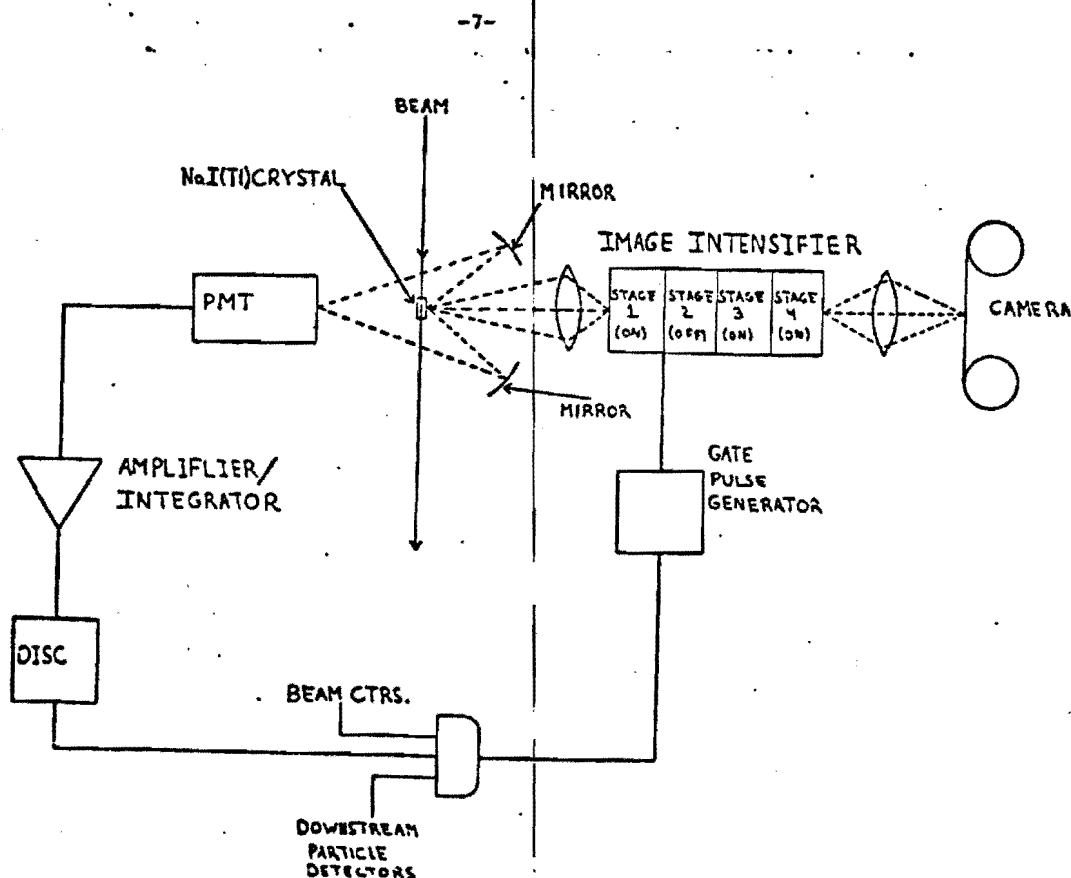 -7-
BEAM
NaI(Tl)CRYSTAL
MIRROR
IMAGE INTENSIFIER
PMT
STAGE
1
(ON)
STAGE
2
(OFF)
STAGE
3
(ON)
STAGE
4
(ON)
CAMERA
MIRROR
AMPLIFLIER/
INTEGRATOR
GATE
PULSE
GENERATOR
DISC
BEAM CTRS.
DOWNSTREAM
PARTICLE
DETECTORS